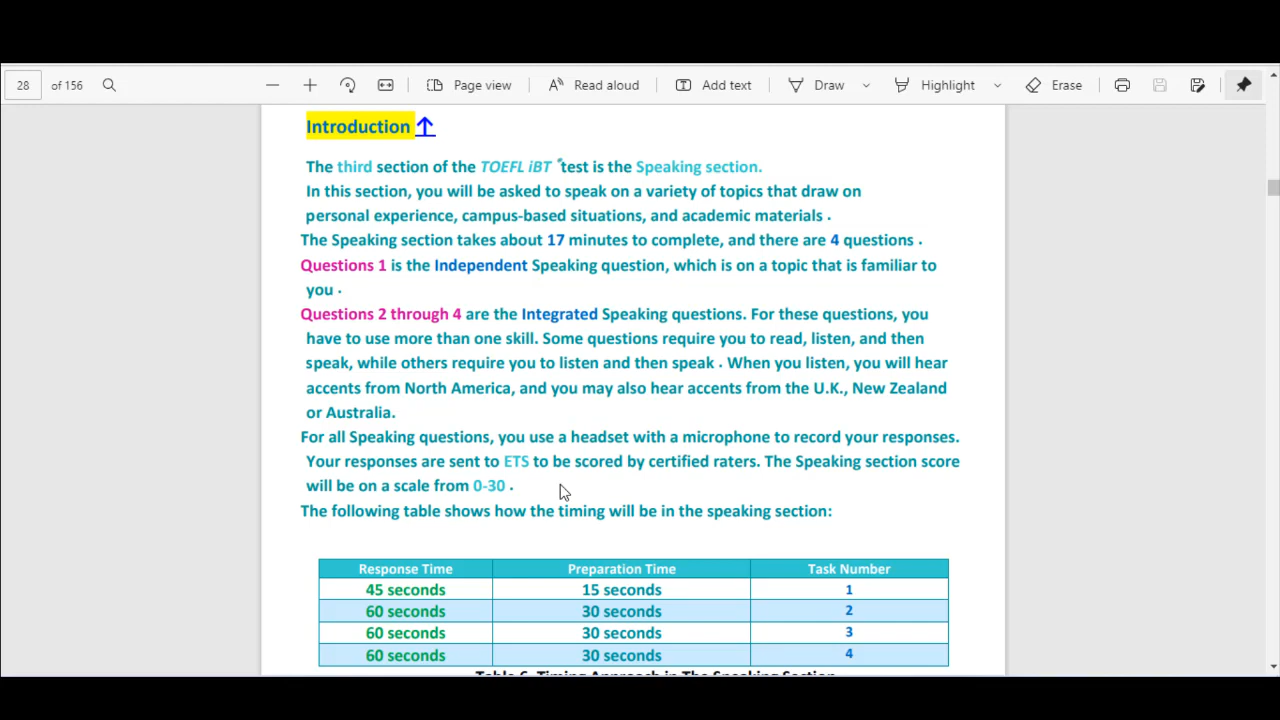 28 of 156 Page view Read aloud Add text Draw Highlight Erase
Introduction ↑
The third section of the TOEFL iBT® test is the Speaking section.
In this section, you will be asked to speak on a variety of topics that draw on
personal experience, campus-based situations, and academic materials .
The Speaking section takes about 17 minutes to complete, and there are 4 questions .
Questions 1 is the Independent Speaking question, which is on a topic that is familiar to
you .
Questions 2 through 4 are the Integrated Speaking questions. For these questions, you
have to use more than one skill. Some questions require you to read, listen, and then
speak, while others require you to listen and then speak . When you listen, you will hear
accents from North America, and you may also hear accents from the U.K., New Zealand
or Australia.
For all Speaking questions, you use a headset with a microphone to record your responses.
Your responses are sent to ETS to be scored by certified raters. The Speaking section score
will be on a scale from 0-30 .
The following table shows how the timing will be in the speaking section:
Response Time Preparation Time Task Number
45 seconds 15 seconds 1
60 seconds 30 seconds 2
60 seconds 30 seconds 3
60 seconds 30 seconds 4
Table 6. Timing Approach in The Speaking Section